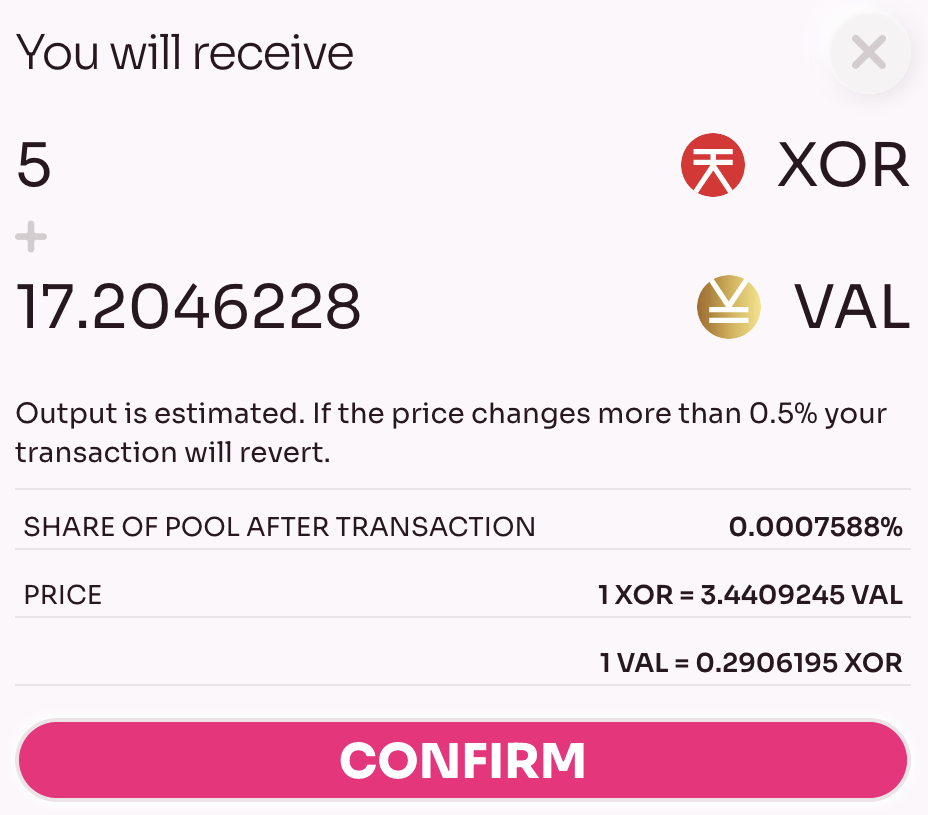 You will receive
5 XOR
+
17.2046228 VAL
Output is estimated. If the price changes more than 0.5% your
transaction will revert.
SHARE OF POOL AFTER TRANSACTION 0.0007588%
PRICE 1 XOR = 3.4409245 VAL
1 VAL = 0.2906195 XOR
CONFIRM